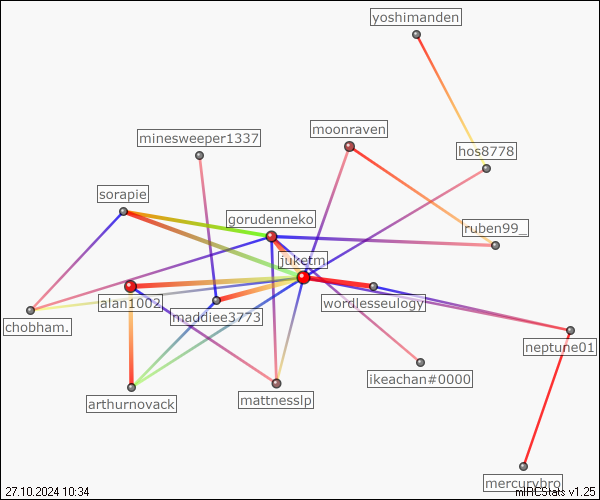 yoshimanden
moonraven
minesweeper1337
hos8778
sorapie
gorudenneko
ruben99_
juketm
alan1002
wordlesseulogy
maddiee3773
chobham.
neptune01
ikeachan#0000
arthurnovack
mattnesslp
mercurybro
27.10.2024 10:34
mIRCStats v1.25